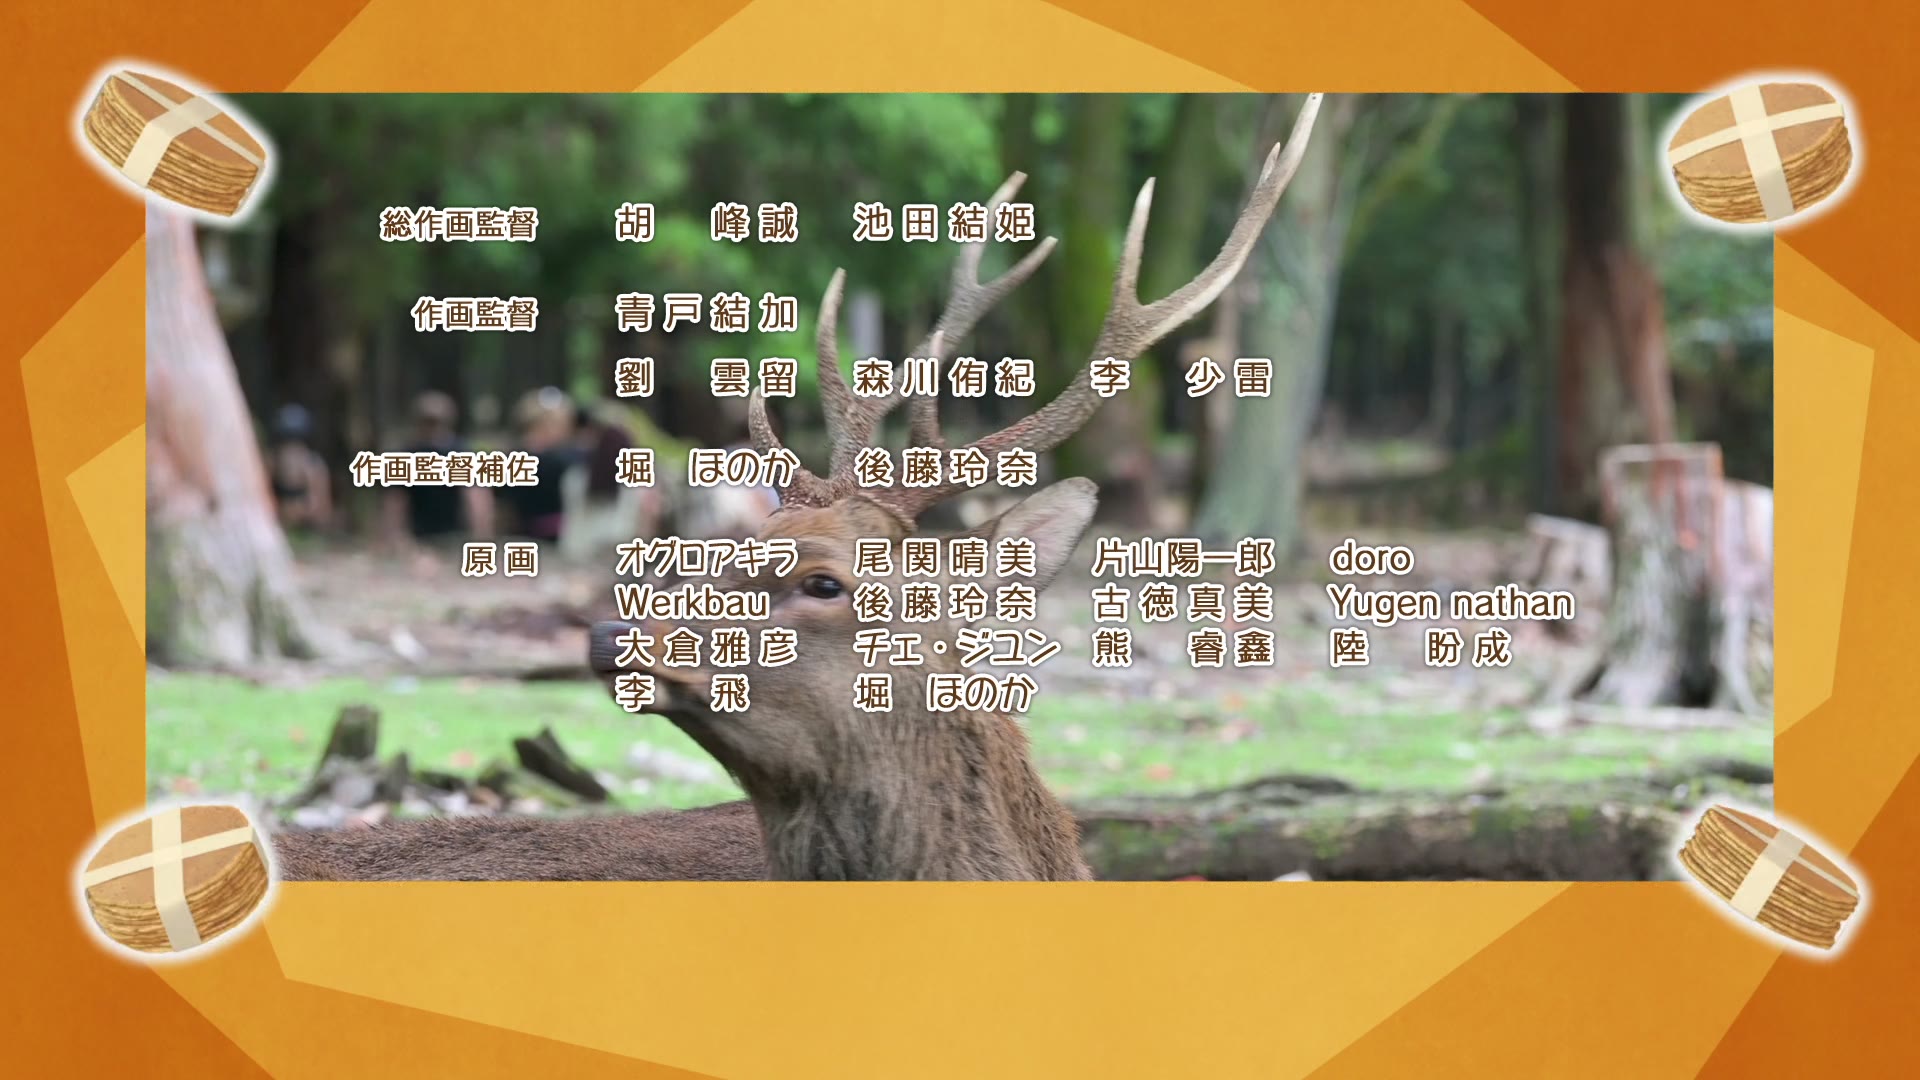 総作画監督 胡 峰誠 池田結姫
作画監督 青戸結加
劉 雲留 森川侑紀 李 少雷
作画監督補佐 堀 ほのか 後藤玲奈
原画 オグロアキラ 尾関晴美 片山陽一郎 doro
Werkbau 後藤玲奈 古徳真美 Yugen nathan
大倉雅彦 チェ・ジユン 熊 睿鑫 陸 盼成
李 飛 堀 ほのか